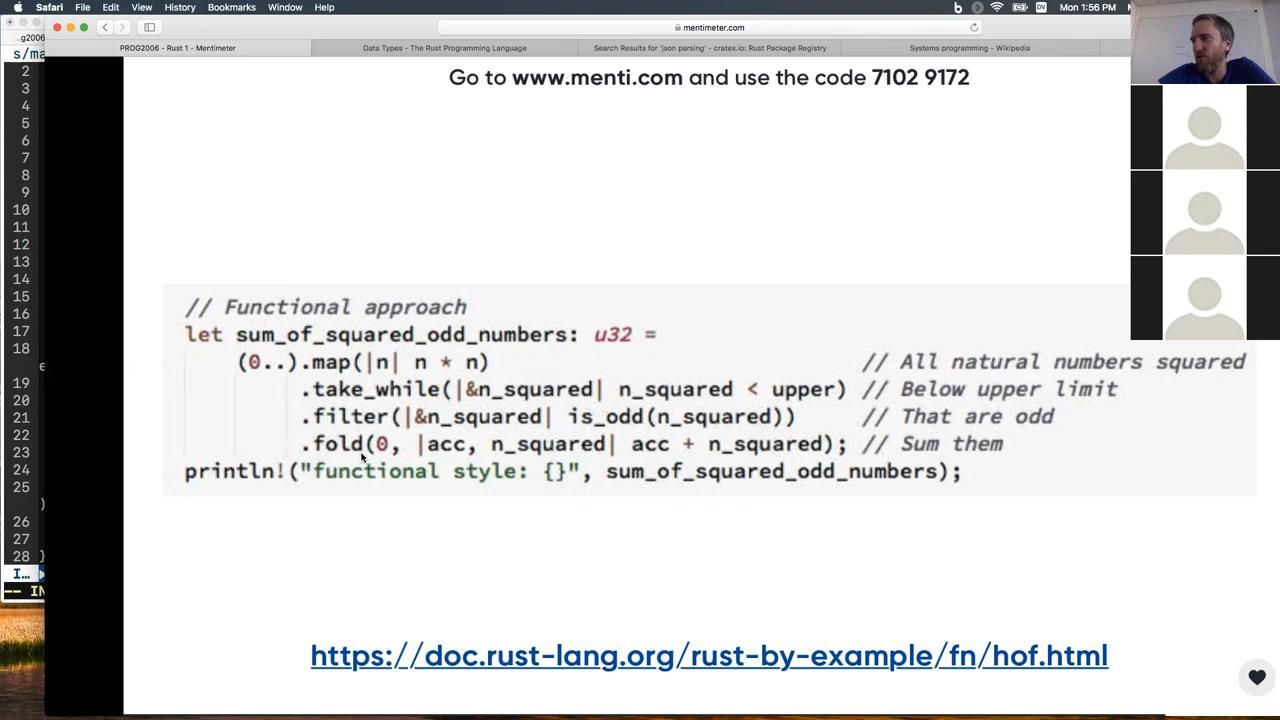 Safari File Edit View History Bookmarks Window Help
Mon 1:56 PM
mentimeter.com
PROG2006 - Rust 1 - Mentimeter
Data Types - The Rust Programming Language
Search Results for 'json parsing' - crates.io: Rust Package Registry
Systems programming - Wikipedia
Go to www.menti.com and use the code 7102 9172
// Functional approach
let sum_of_squared_odd_numbers: u32 =
(0..).map(|n| n * n) // All natural numbers squared
.take_while(|&n_squared| n_squared < upper) // Below upper limit
.filter(|&n_squared| is_odd(n_squared)) // That are odd
.fold(0, |acc, n_squared| acc + n_squared); // Sum them
println!("functional style: {}", sum_of_squared_odd_numbers);
https://doc.rust-lang.org/rust-by-example/fn/hof.html
2
3
4
5
6
7
8
9
10
11
12
13
14
15
16
17
18
19
20
21
22
23
24
25
26
27
28 }